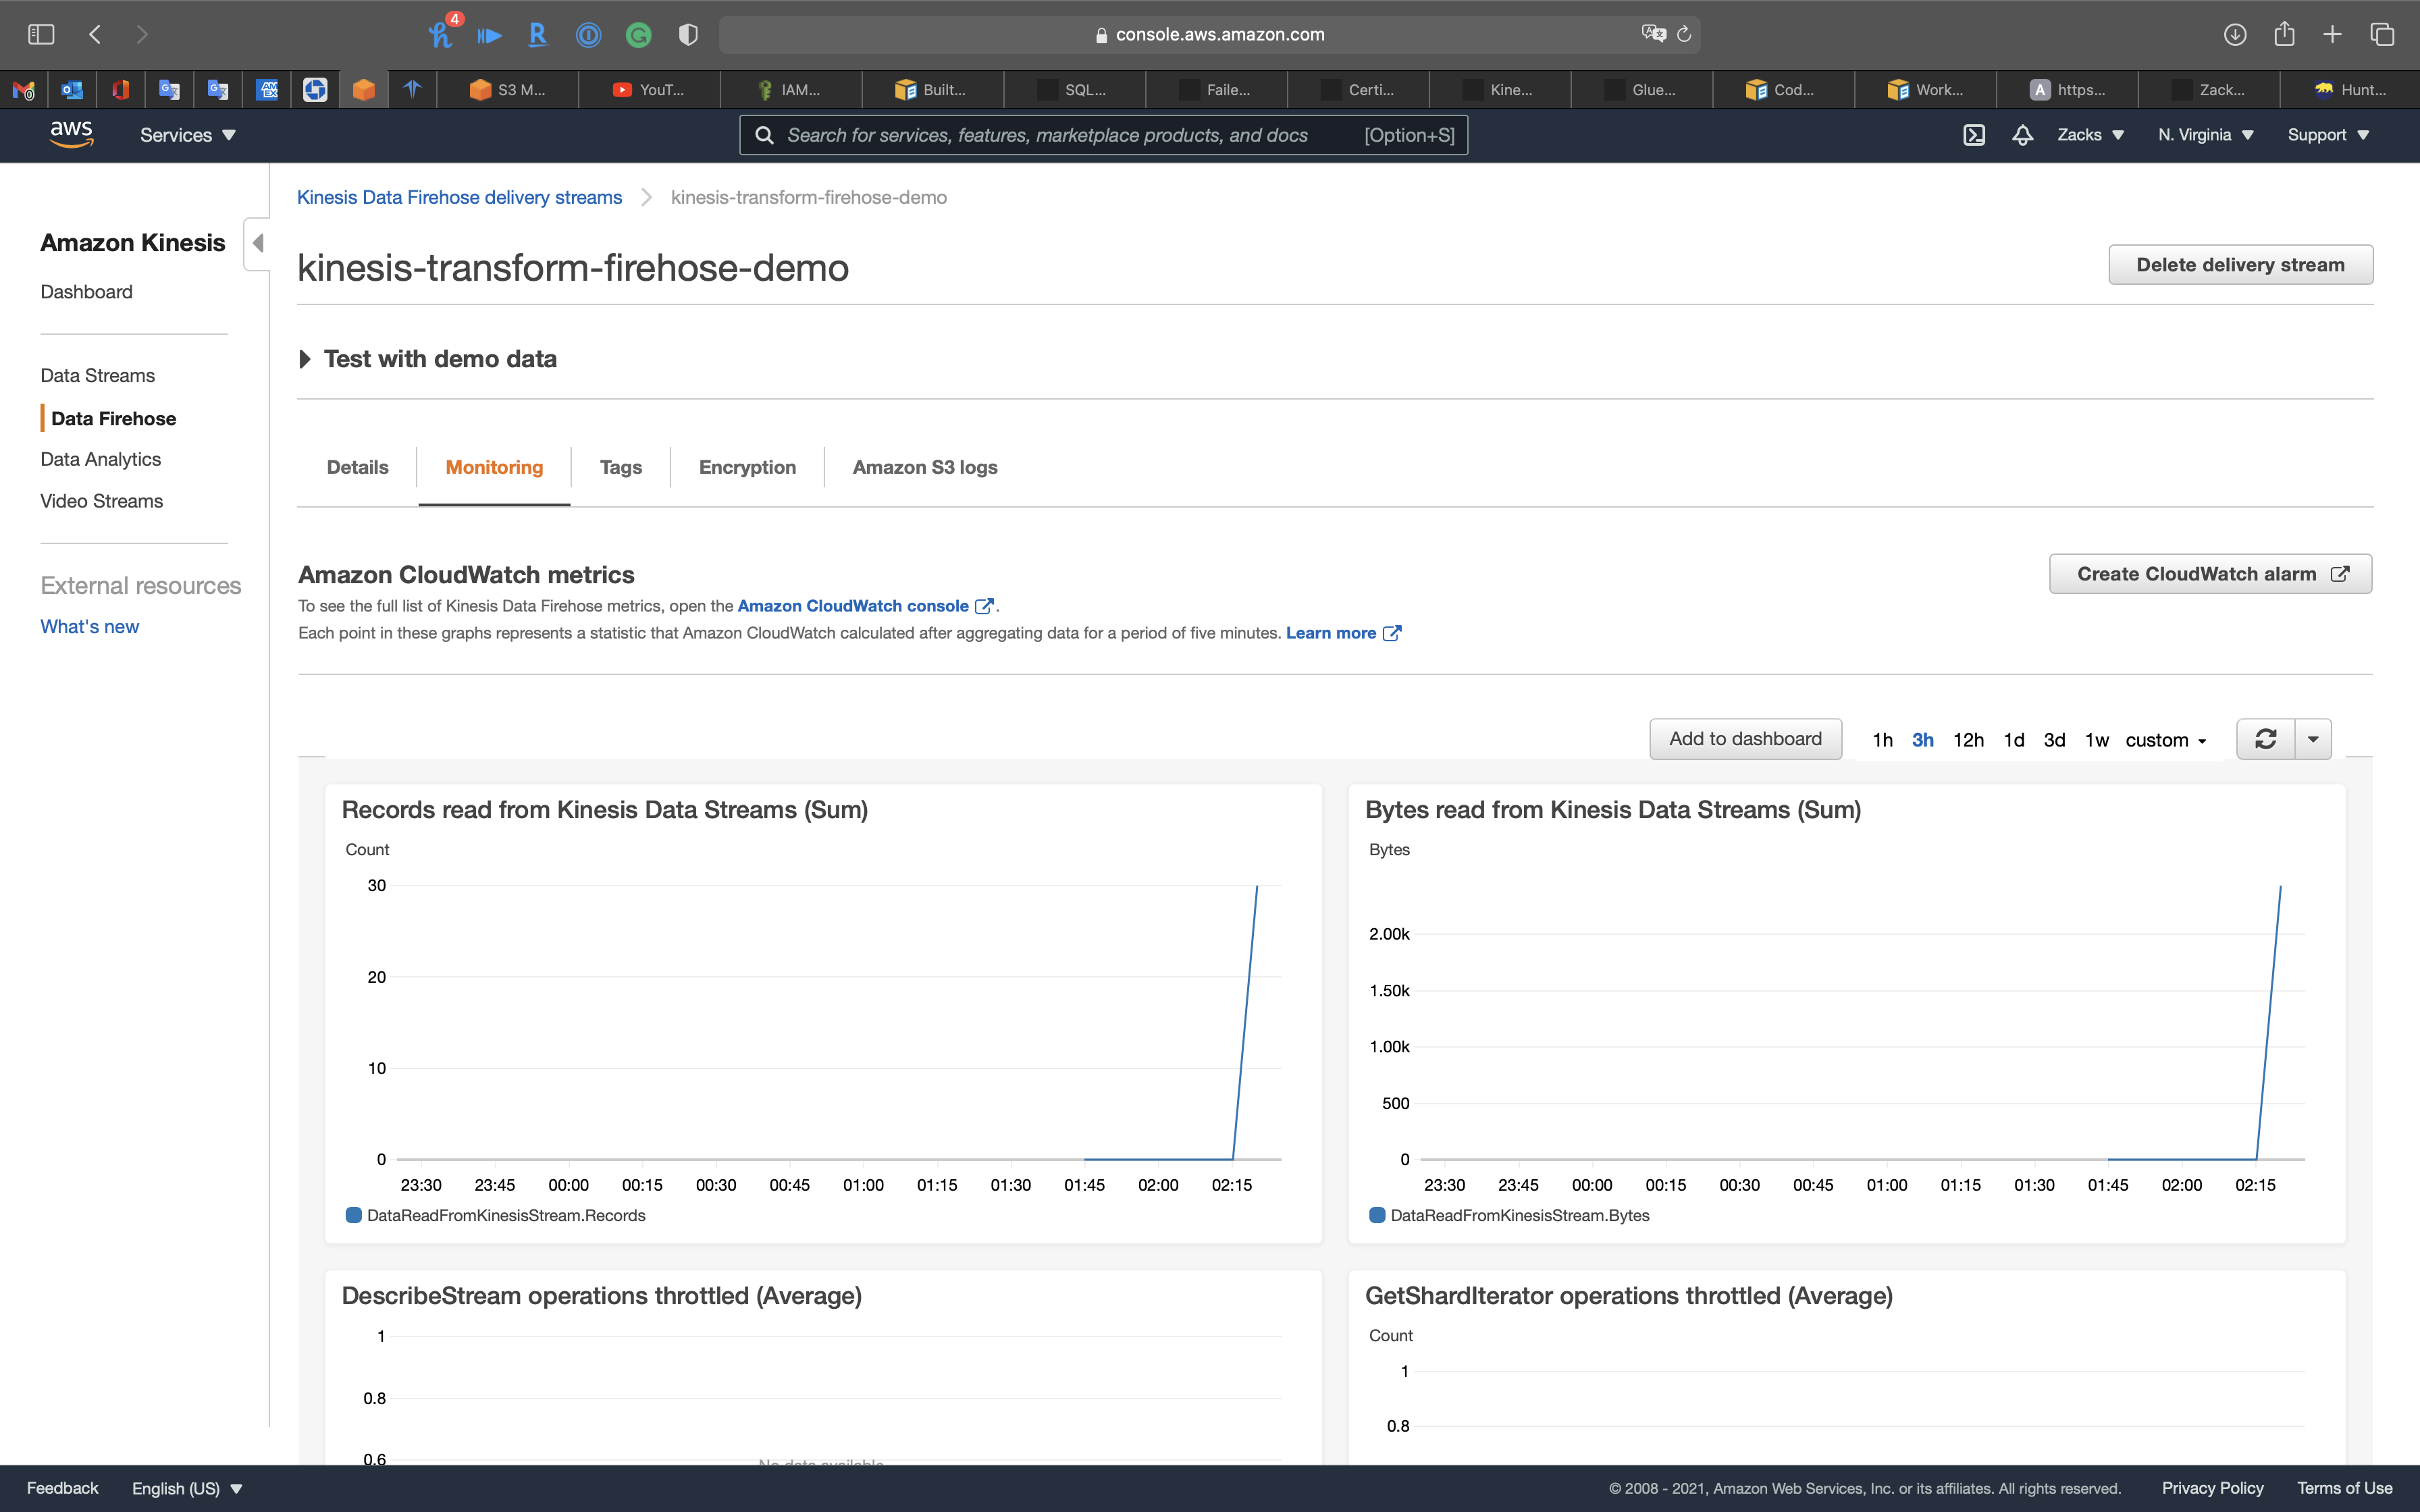 4
console.aws.amazon.com
0
S3 M...
YouT...
IAM...
Built...
SQL...
Faile...
Certi...
Kine...
Glue...
Cod...
Work...
A https...
Zack...
Hunt...
aws
Services
Search for services, features, marketplace products, and docs [Option+S]
Zacks
N. Virginia
Support
Kinesis Data Firehose delivery streams
kinesis-transform-firehose-demo
Amazon Kinesis
Dashboard
Data Streams
Data Firehose
Data Analytics
Video Streams
External resources
What's new
kinesis-transform-firehose-demo
Delete delivery stream
Test with demo data
Details
Monitoring
Tags
Encryption
Amazon S3 logs
Amazon CloudWatch metrics
Create CloudWatch alarm
To see the full list of Kinesis Data Firehose metrics, open the Amazon CloudWatch console .
Each point in these graphs represents a statistic that Amazon CloudWatch calculated after aggregating data for a period of five minutes. Learn more
Add to dashboard
1h 3h 12h 1d 3d 1w custom
Records read from Kinesis Data Streams (Sum)
Count
30
20
10
0
23:30 23:45 00:00 00:15 00:30 00:45 01:00 01:15 01:30 01:45 02:00 02:15
DataReadFromKinesisStream.Records
Bytes read from Kinesis Data Streams (Sum)
Bytes
2.00k
1.50k
1.00k
500
0
23:30 23:45 00:00 00:15 00:30 00:45 01:00 01:15 01:30 01:45 02:00 02:15
DataReadFromKinesisStream.Bytes
DescribeStream operations throttled (Average)
1
0.8
0.6
No data available
GetShardIterator operations throttled (Average)
Count
1
0.8
Feedback
English (US)
© 2008 - 2021, Amazon Web Services, Inc. or its affiliates. All rights reserved.
Privacy Policy
Terms of Use